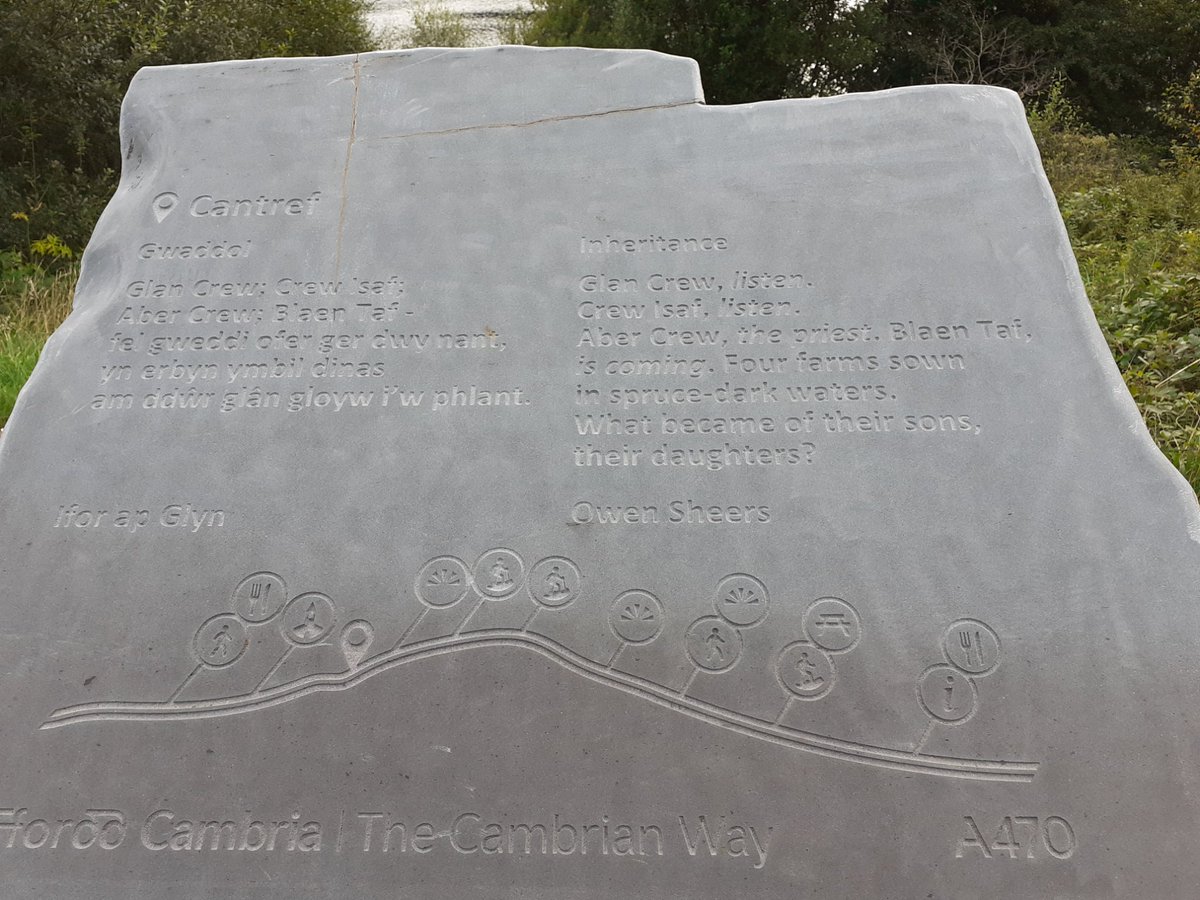 Cantref
Gwaddol
Glan Crew; Crew 'saf;
Aber Crew; Blaen Taf -
fel gweddi ofer ger dwy nant,
yn erbyn ymbil dinas
am ddŵr glân gloyw i'w phlant.
Ifor ap Glyn
Inheritance
Glan Crew, listen.
Crew Isaf, listen.
Aber Crew, the priest. Blaen Taf,
is coming. Four farms sown
in spruce-dark waters.
What became of their sons,
their daughters?
Owen Sheers
i
Ffordd Cambria | The Cambrian Way
A470